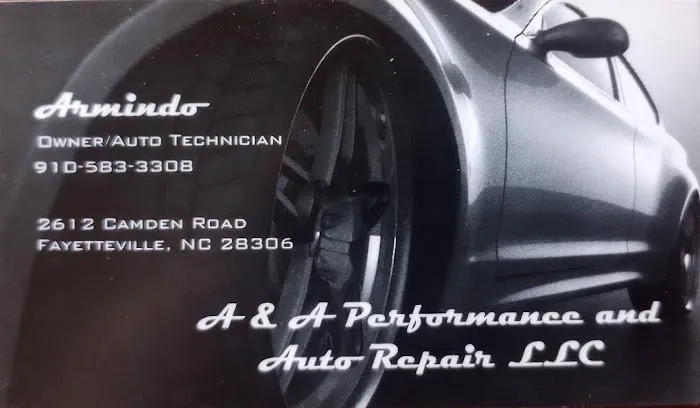 Armindo
Owner/Auto Technician
910-583-3308
2612 Camden Road
Fayetteville, NC 28306
A & A Performance and
Auto Repair LLC